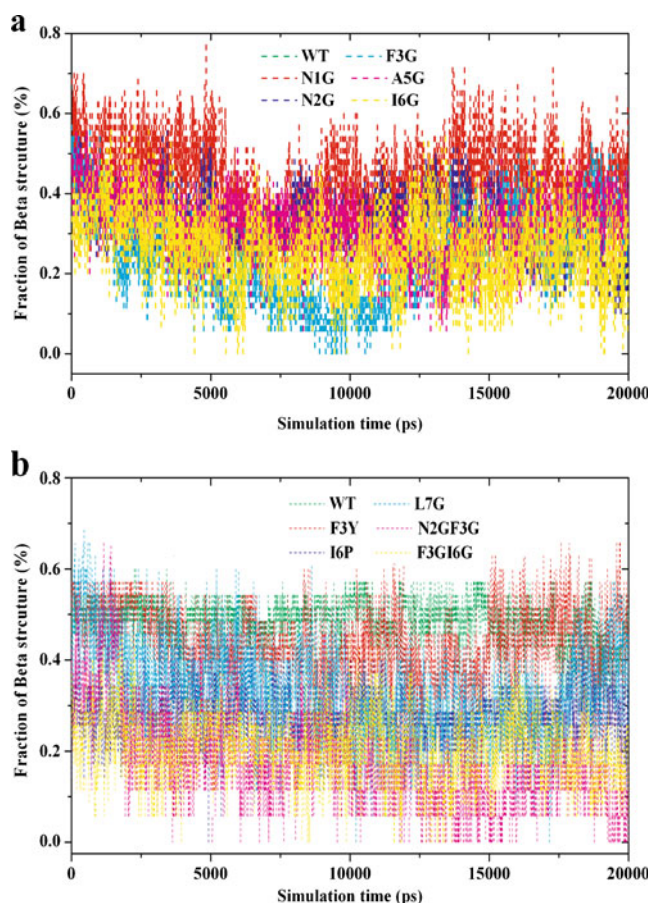 a
Fraction of Beta strcuture (%)
0.8
0.6
0.4
0.2
0.0
WT F3G
N1G A5G
N2G I6G
0 5000 10000 15000 20000
Simulation time (ps)
b
Fraction of Beta strcuture (%)
0.8
0.6
0.4
0.2
0.0
WT L7G
F3Y N2GF3G
I6P F3GI6G
0 5000 10000 15000 20000
Simulation time (ps)